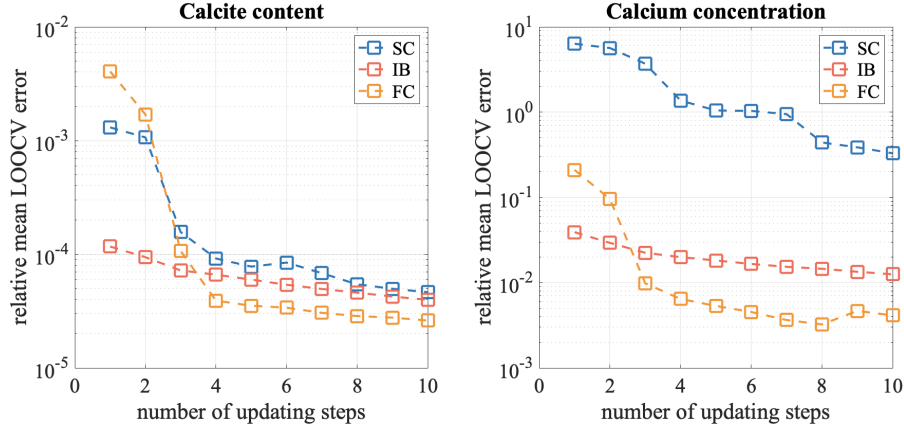 Calcite content
10^-2
10^-3
10^-4
10^-5
relative mean LOOCV error
SC
IB
FC
0 2 4 6 8 10
number of updating steps
Calcium concentration
10^1
10^0
10^-1
10^-2
10^-3
relative mean LOOCV error
SC
IB
FC
0 2 4 6 8 10
number of updating steps